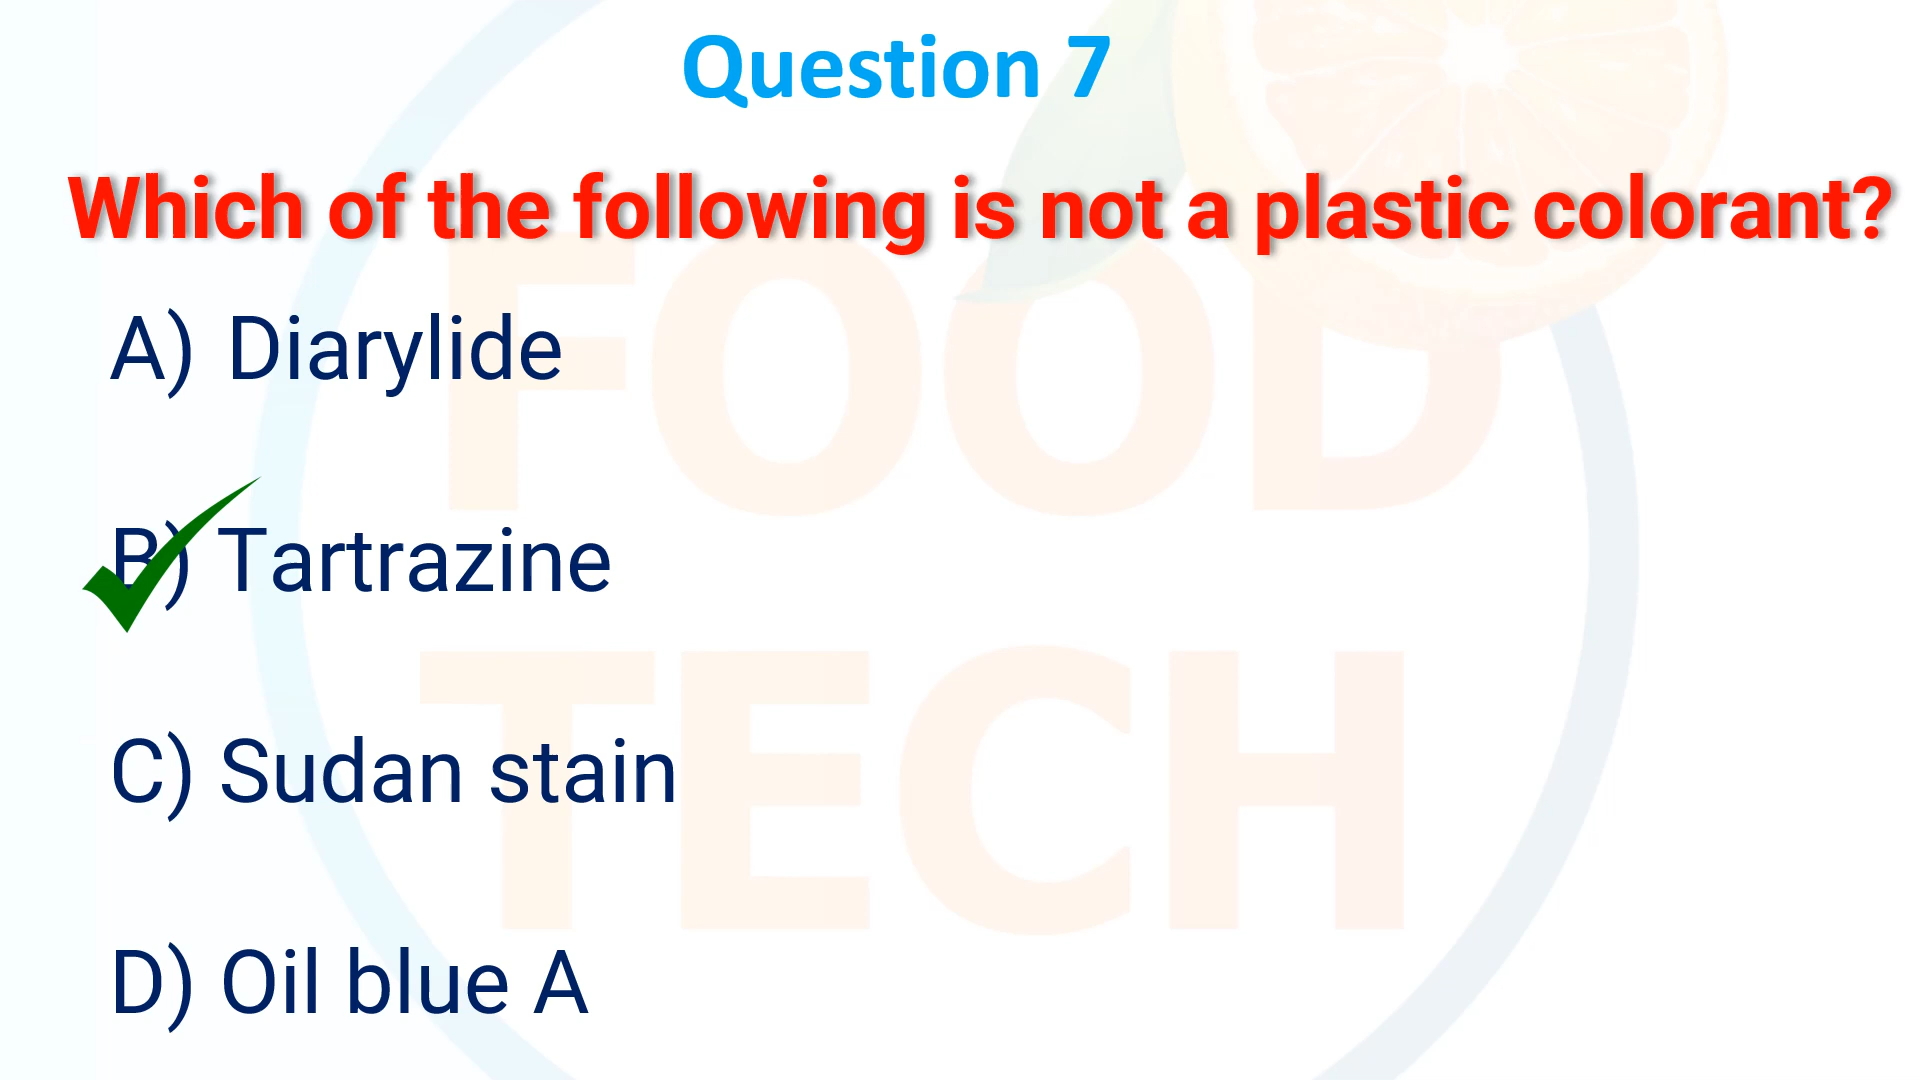 Question 7
Which of the following is not a plastic colorant?
A) Diarylide
B) Tartrazine
C) Sudan stain
D) Oil blue A
FOOD
TECH